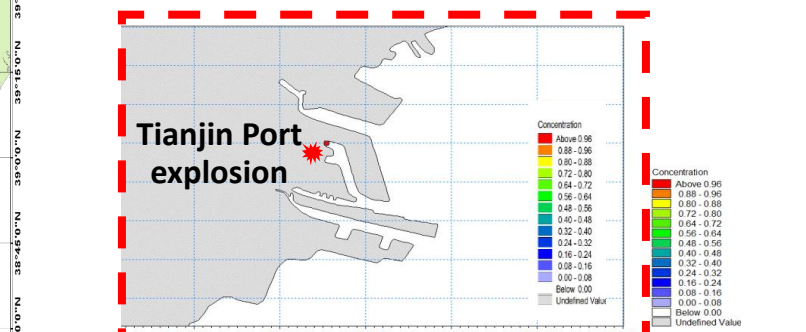 39°
39°15'0"N
39°0'0"N
38°45'0"N
0'0"N
Tianjin Port
explosion
Concentration
Above 0.96
0.88 - 0.96
0.80 - 0.88
0.72 - 0.80
0.64 - 0.72
0.56 - 0.64
0.48 - 0.56
0.40 - 0.48
0.32 - 0.40
0.24 - 0.32
0.16 - 0.24
0.08 - 0.16
0.00 - 0.08
Below 0.00
Undefined Valu
Concentration
Above 0.96
0.88 - 0.96
0.80 - 0.88
0.72 - 0.80
0.64 - 0.72
0.56 - 0.64
0.48 - 0.56
0.40 - 0.48
0.32 - 0.40
0.24 - 0.32
0.16 - 0.24
0.08 - 0.16
0.00 - 0.08
Below 0.00
Undefined Value